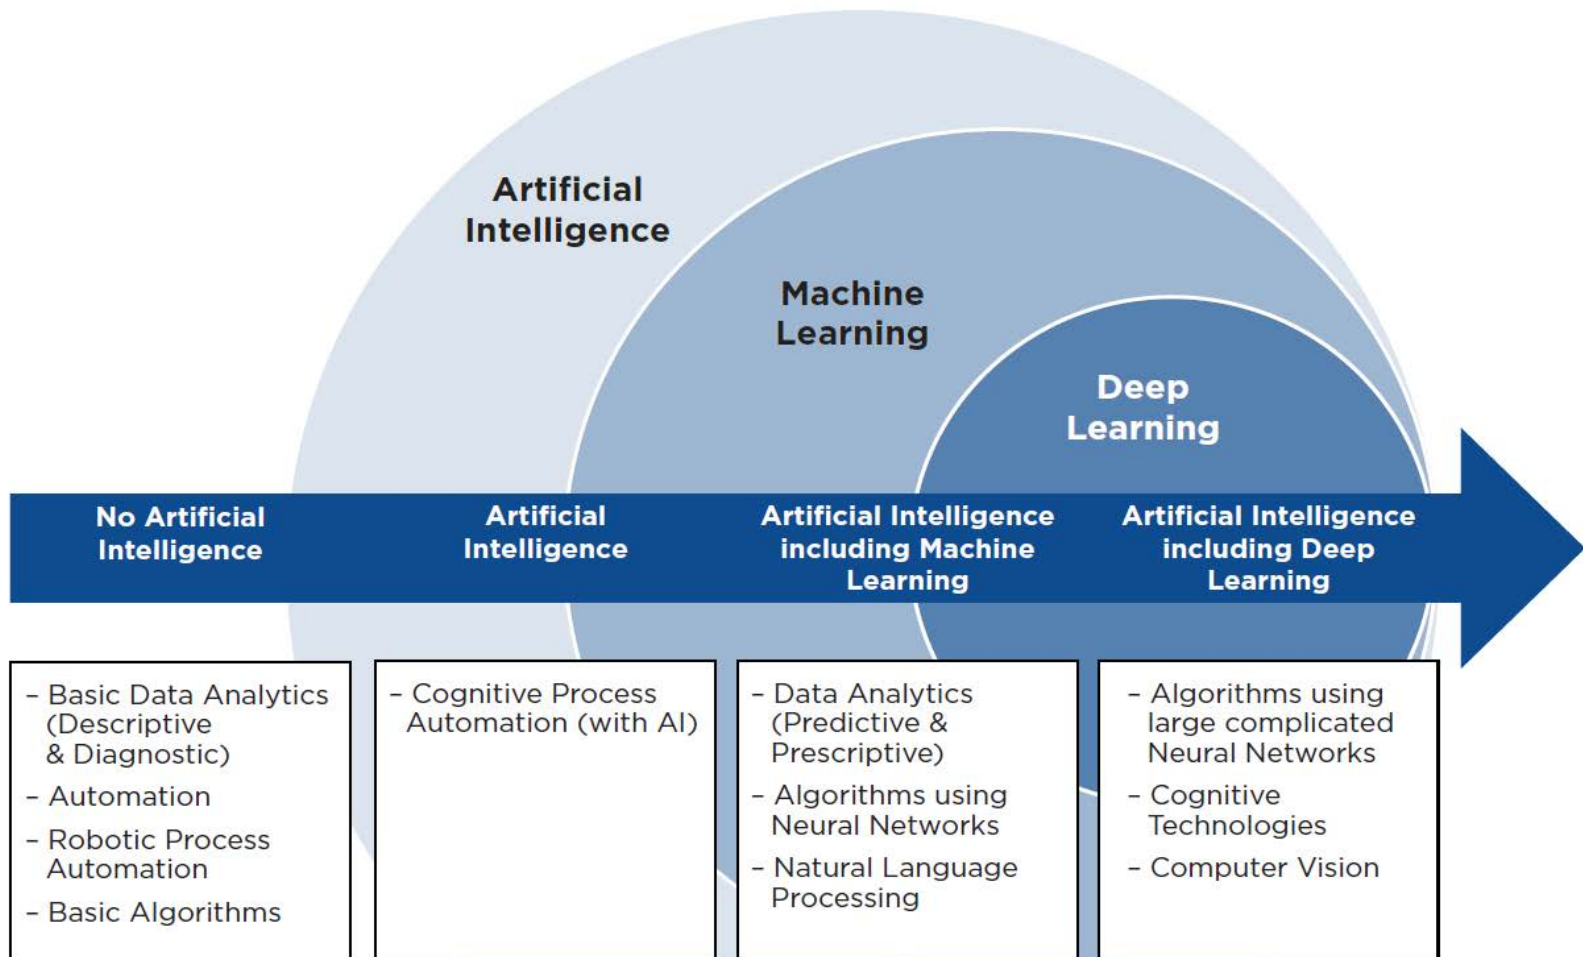 Artificial
Intelligence
Machine
Learning
Deep
Learning
No Artificial
Intelligence
Artificial
Intelligence
Artificial Intelligence
including Machine
Learning
Artificial Intelligence
including Deep
Learning
– Basic Data Analytics
(Descriptive
& Diagnostic)
– Automation
– Robotic Process
Automation
– Basic Algorithms
– Cognitive Process
Automation (with AI)
– Data Analytics
(Predictive &
Prescriptive)
– Algorithms using
Neural Networks
– Natural Language
Processing
– Algorithms using
large complicated
Neural Networks
– Cognitive
Technologies
– Computer Vision